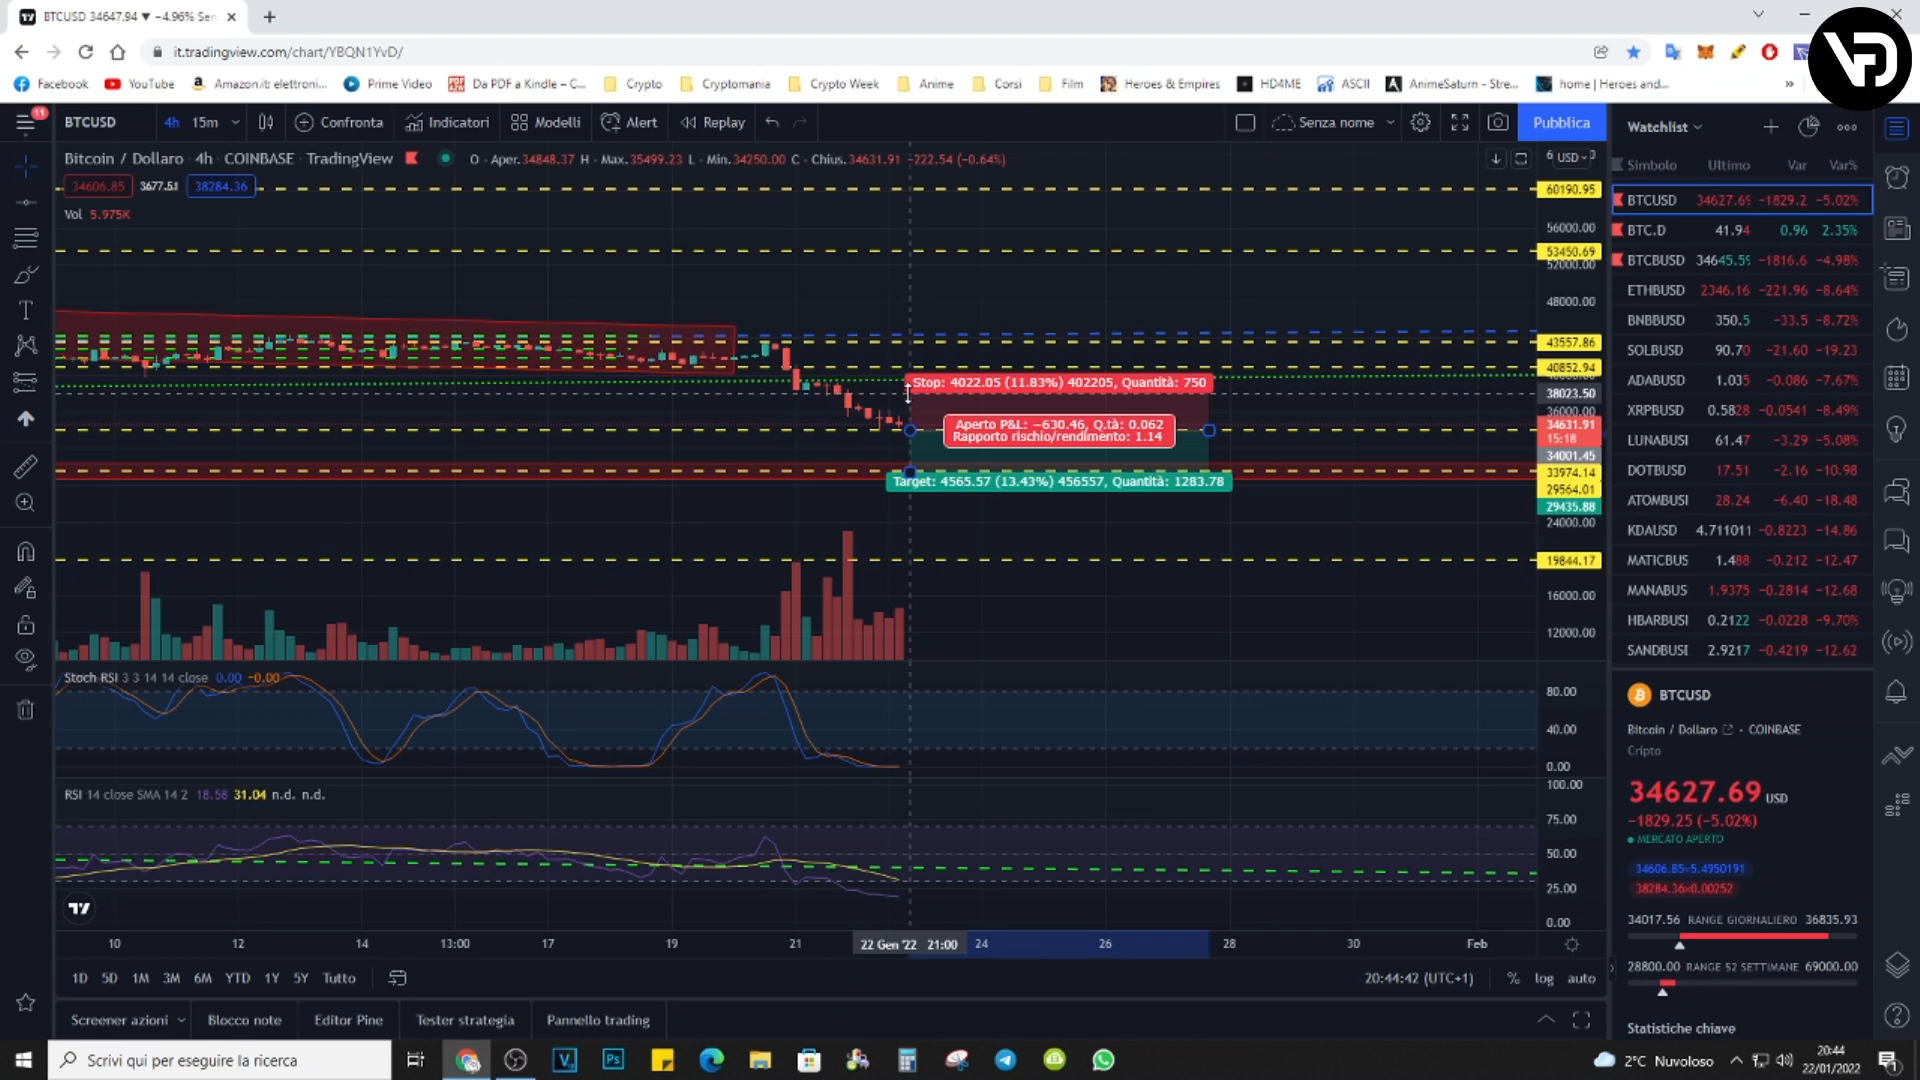 BTCUSD 34647.94 ▼ −4.96% Sen
it.tradingview.com/chart/YBQN1YvD/
Facebook YouTube Amazon.it: elettroni... Prime Video Da PDF a Kindle – C... Crypto Cryptomania Crypto Week Anime Corsi Film Heroes & Empires HD4ME ASCII AnimeSaturn - Stre... home | Heroes and... »
11 BTCUSD 4h 15m Confronta Indicatori Modelli Alert Replay Senza nome Pubblica
Bitcoin / Dollaro · 4h · COINBASE · TradingView O - Aper.34848.37 H - Max.35499.23 L - Min.34250.00 C - Chius.34631.91 −222.54 (−0.64%)
34606.85 3677.51 38284.36
Vol 5.975K
USD
60190.95
56000.00
53450.69
52000.00
48000.00
43557.86
40852.94
38023.50
36000.00
34631.91
15:18
34001.45
33974.14
29564.01
29435.88
24000.00
19844.17
16000.00
12000.00
Stop: 4022.05 (11.83%) 402205, Quantità: 750
Aperto P&L: −630.46, Q.tà: 0.062
Rapporto rischio/rendimento: 1.14
Target: 4565.57 (13.43%) 456557, Quantità: 1283.78
Stoch RSI 3 3 14 14 close 0.00 −0.00
80.00
40.00
0.00
RSI 14 close SMA 14 2 18.58 31.04 n.d. n.d.
100.00
75.00
50.00
25.00
0.00
10 12 14 13:00 17 19 21 22 Gen '22 21:00 24 26 28 30 Feb
1D 5D 1M 3M 6M YTD 1Y 5Y Tutto 20:44:42 (UTC+1) % log auto
Screener azioni Blocco note Editor Pine Tester strategia Pannello trading
Watchlist
Simbolo Ultimo Var Var%
BTCUSD 34627.69 −1829.2 −5.02%
BTC.D 41.94 0.96 2.35%
BTCBUSD 34645.59 −1816.6 −4.98%
ETHBUSD 2346.16 −221.96 −8.64%
BNBBUSD 350.5 −33.5 −8.72%
SOLBUSD 90.70 −21.60 −19.23
ADABUSD 1.035 −0.086 −7.67%
XRPBUSD 0.5828 −0.0541 −8.49%
LUNABUSI 61.47 −3.29 −5.08%
DOTBUSD 17.51 −2.16 −10.98
ATOMBUSI 28.24 −6.40 −18.48
KDAUSD 4.711011 −0.8223 −14.86
MATICBUS 1.488 −0.212 −12.47
MANABUS 1.9375 −0.2814 −12.68
HBARBUSI 0.2122 −0.0228 −9.70%
SANDBUSI 2.9217 −0.4219 −12.62
BTCUSD
Bitcoin / Dollaro · COINBASE
Cripto
34627.69 USD
−1829.25 (−5.02%)
MERCATO APERTO
34606.85×5.4950191
38284.36×0.00252
34017.56 RANGE GIORNALIERO 36835.93
28800.00 RANGE 52 SETTIMANE 69000.00
Statistiche chiave
Scrivi qui per eseguire la ricerca
2°C Nuvoloso
20:44
22/01/2022